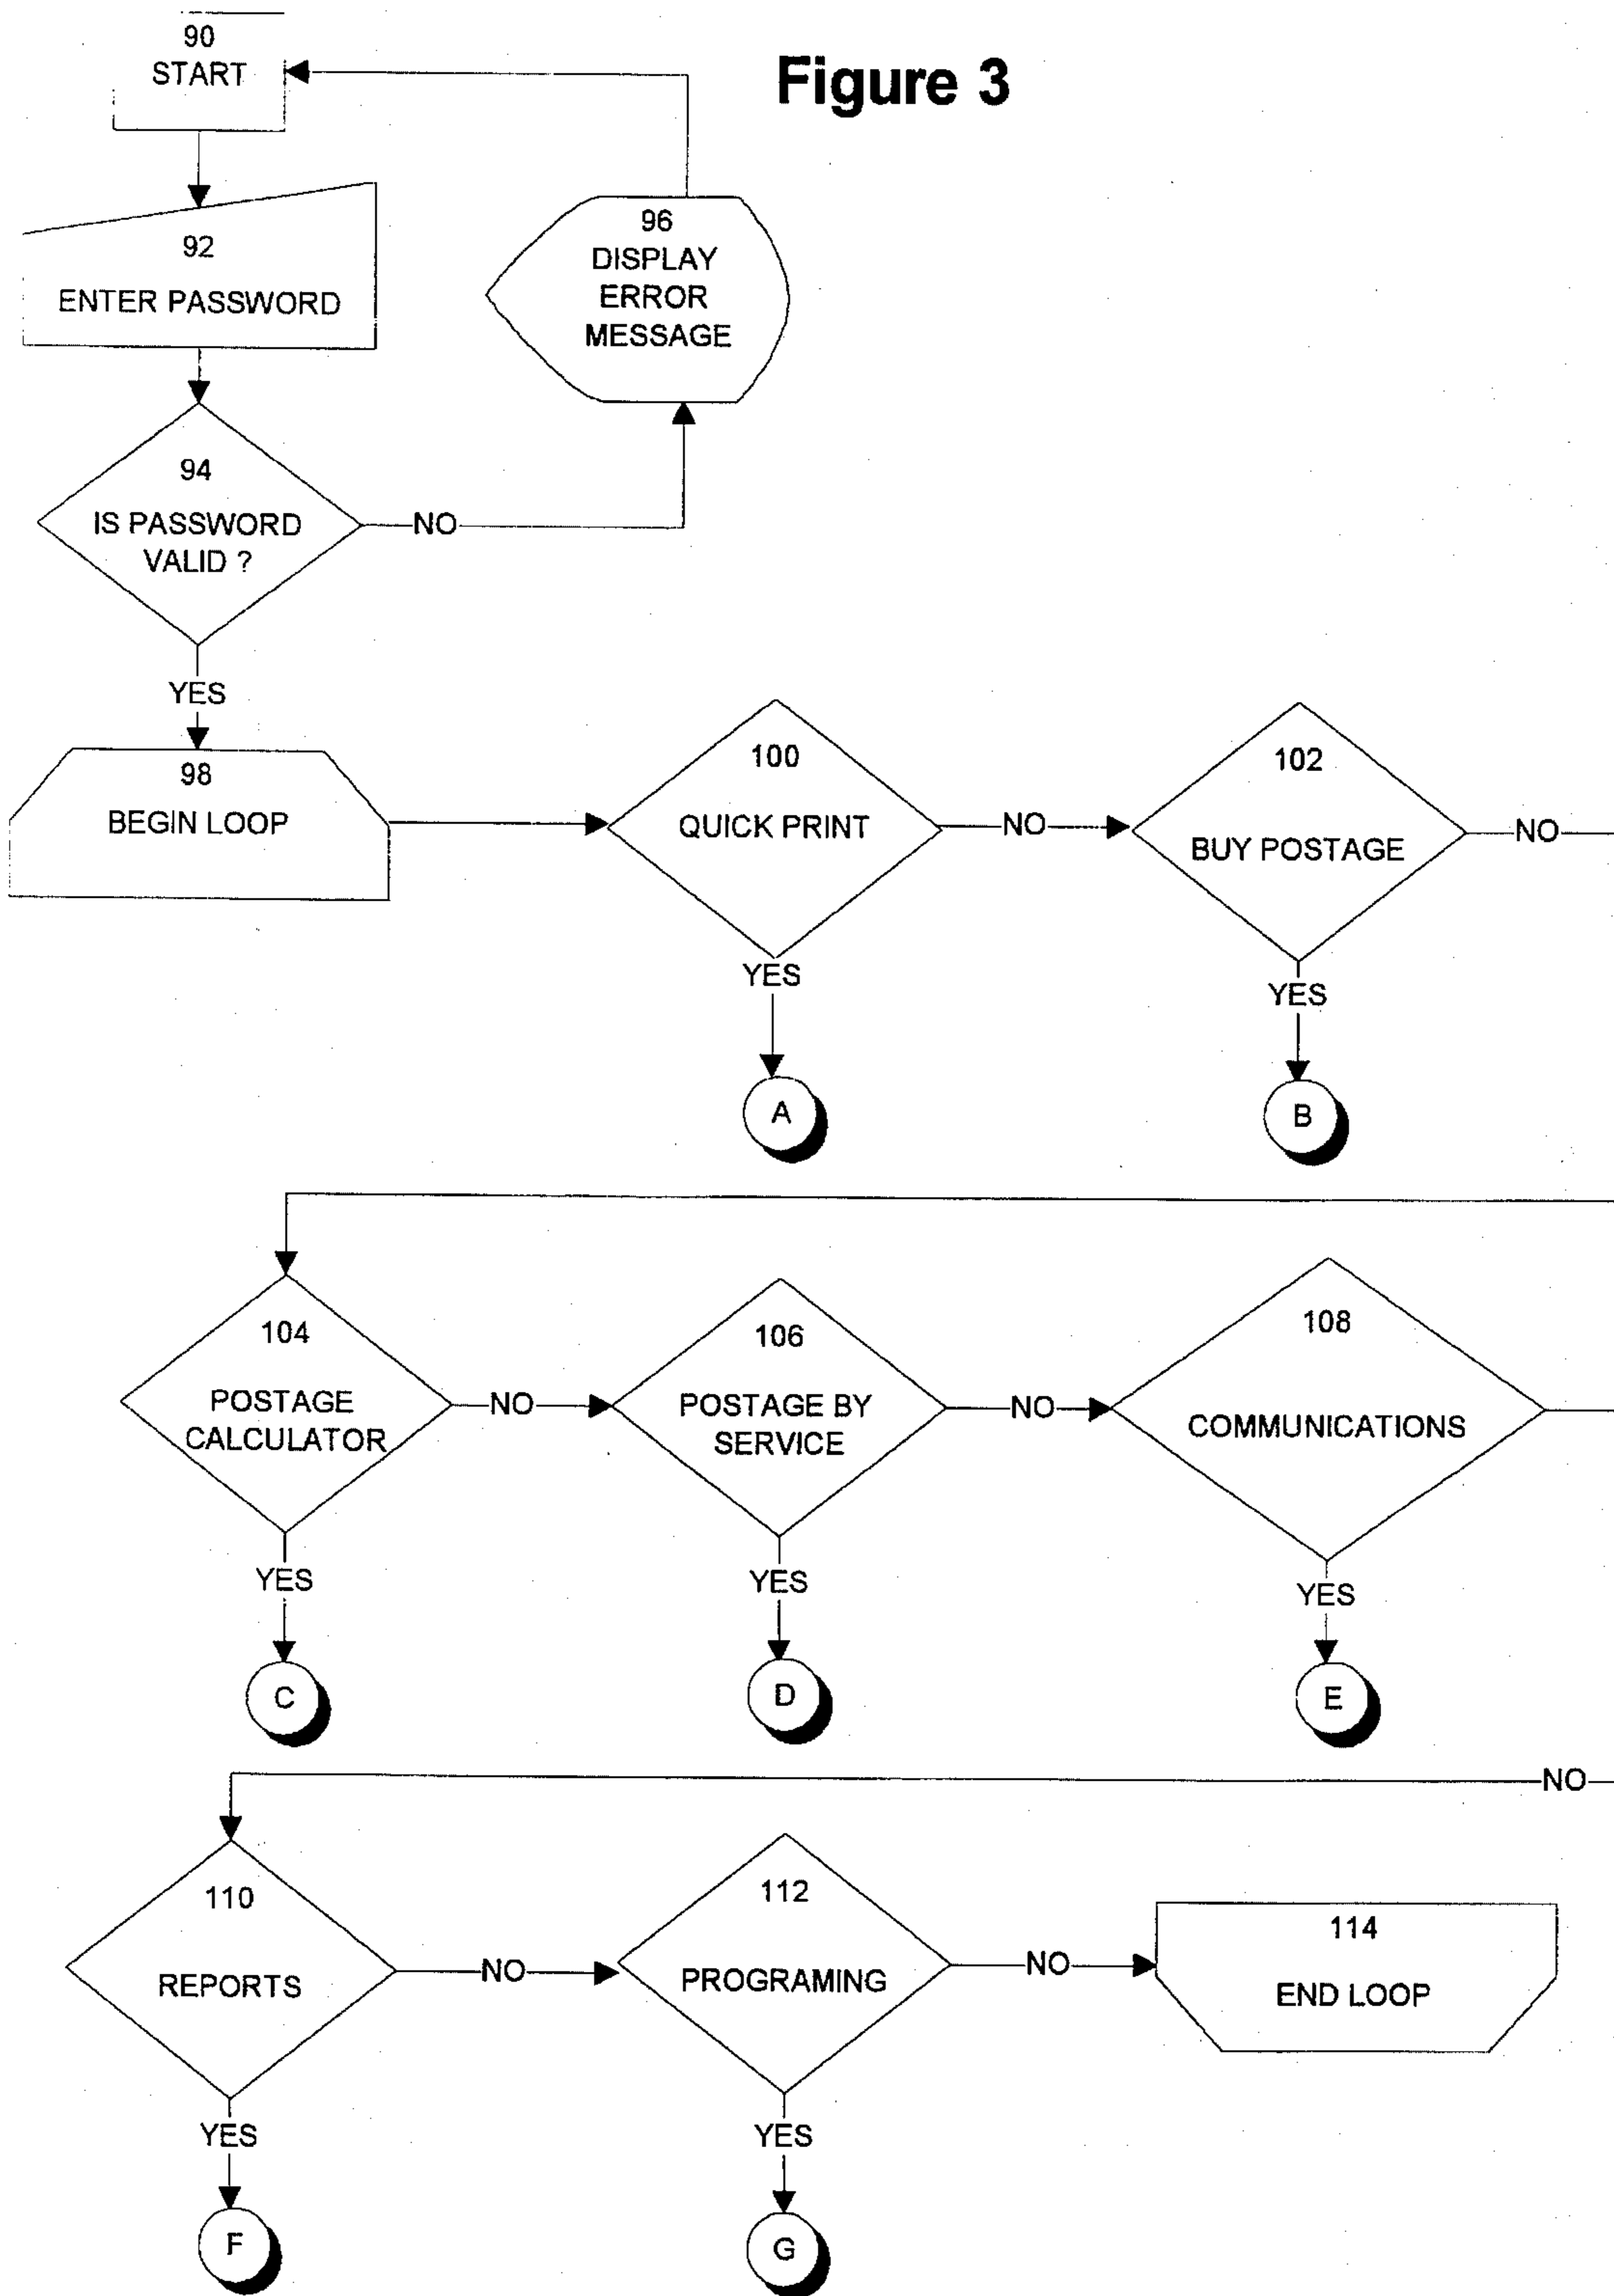 Figure 3
90
START
92
ENTER PASSWORD
96
DISPLAY
ERROR
MESSAGE
94
IS PASSWORD
VALID ?
NO
YES
98
BEGIN LOOP
100
QUICK PRINT
NO
102
BUY POSTAGE
NO
YES
YES
A
B
104
POSTAGE
CALCULATOR
NO
106
POSTAGE BY
SERVICE
NO
108
COMMUNICATIONS
YES
YES
YES
C
D
E
NO
110
REPORTS
NO
112
PROGRAMING
NO
114
END LOOP
YES
YES
F
G